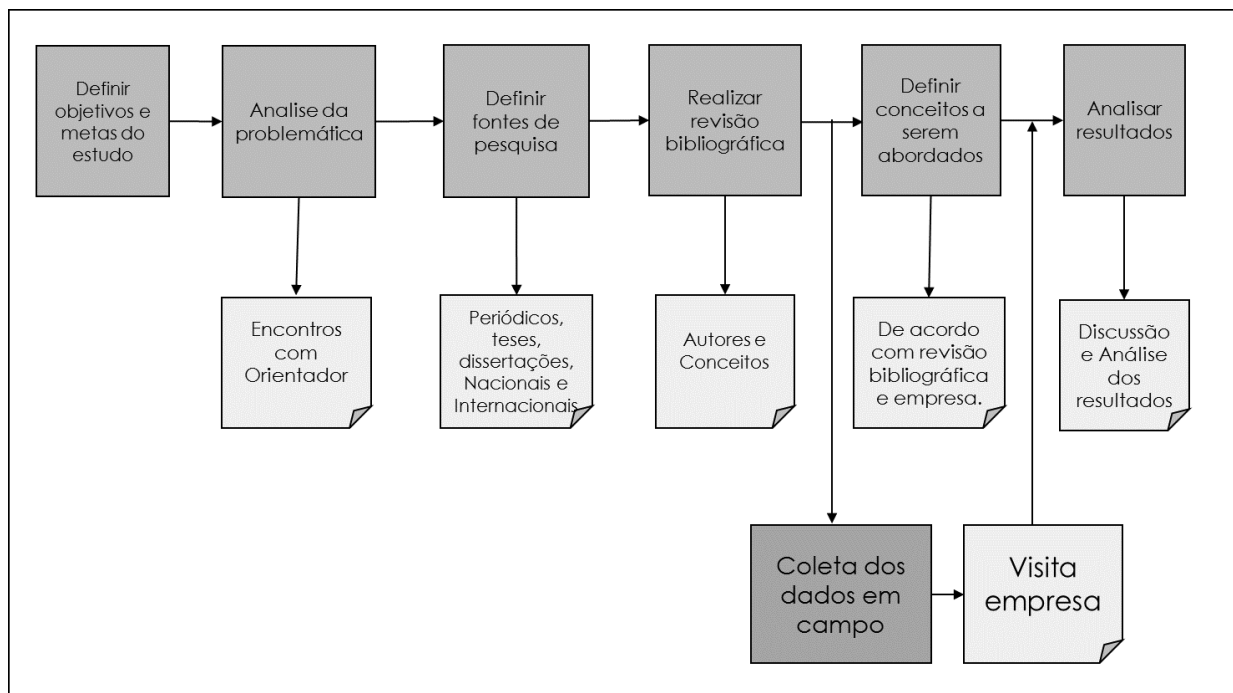 Definir
objetivos e
metas do
estudo
Analise da
problemática
Definir
fontes de
pesquisa
Realizar
revisão
bibliográfica
Definir
conceitos a
serem
abordados
Analisar
resultados
Encontros
com
Orientador
Periódicos,
teses,
dissertações,
Nacionais e
Internacionais
Autores e
Conceitos
De acordo
com revisão
bibliográfica
e empresa.
Discussão
e Análise
dos
resultados
Coleta dos
dados em
campo
Visita
empresa